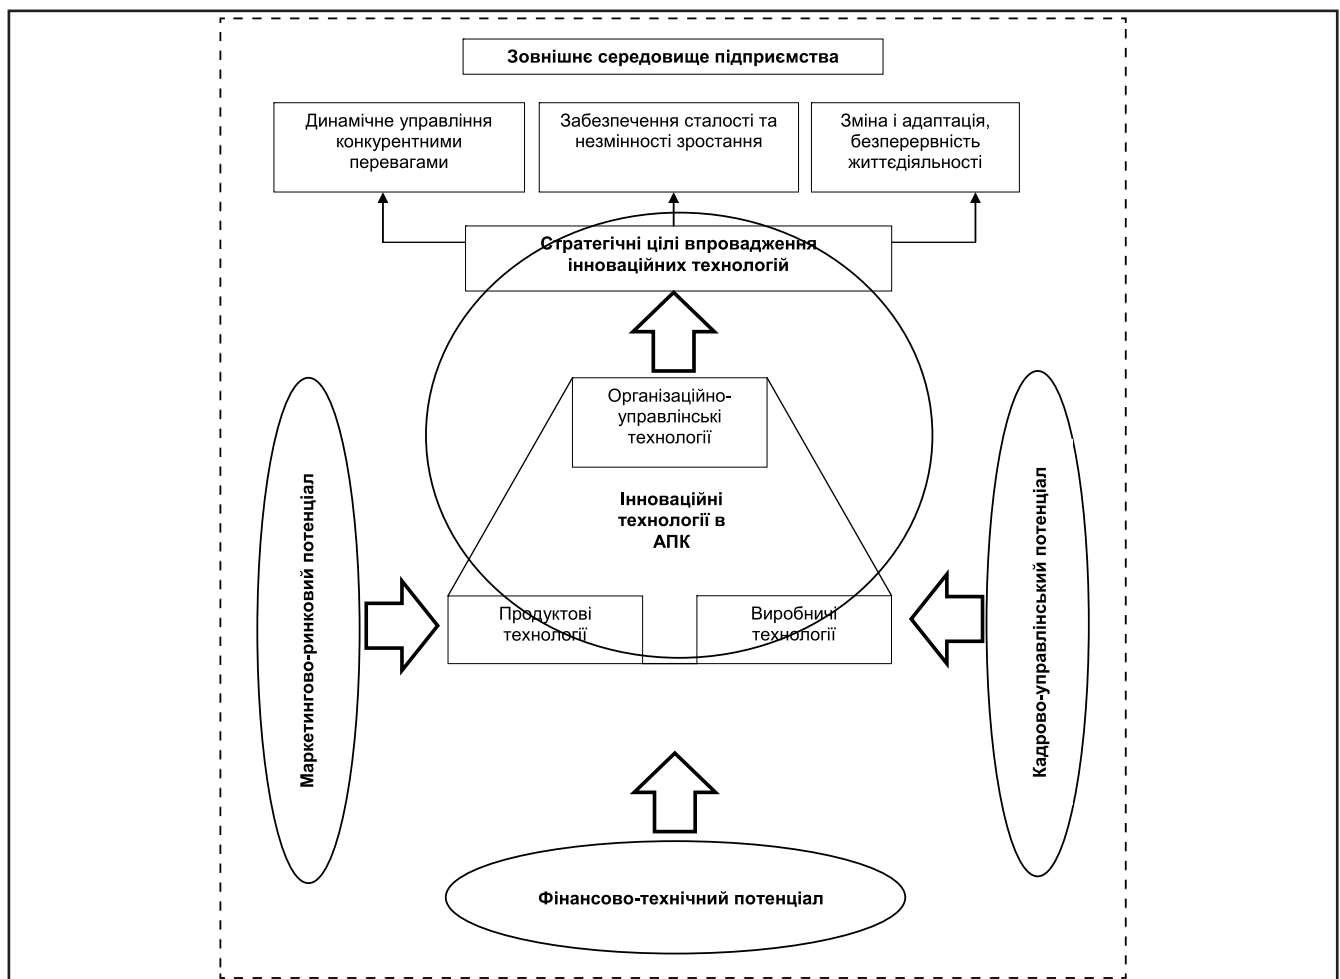 Зовнішнє середовище підприємства
Динамічне управління
конкурентними
перевагами
Забезпечення сталості та
незмінності зростання
Зміна і адаптація,
безперервність
життєдіяльності
Стратегічні цілі впровадження
інноваційних технологій
Організаційно-
управлінські
технології
Інноваційні
технології в
АПК
Маркетингово-ринковий потенціал
Продуктові
технології
Виробничі
технології
Кадрово-управлінський потенціал
Фінансово-технічний потенціал